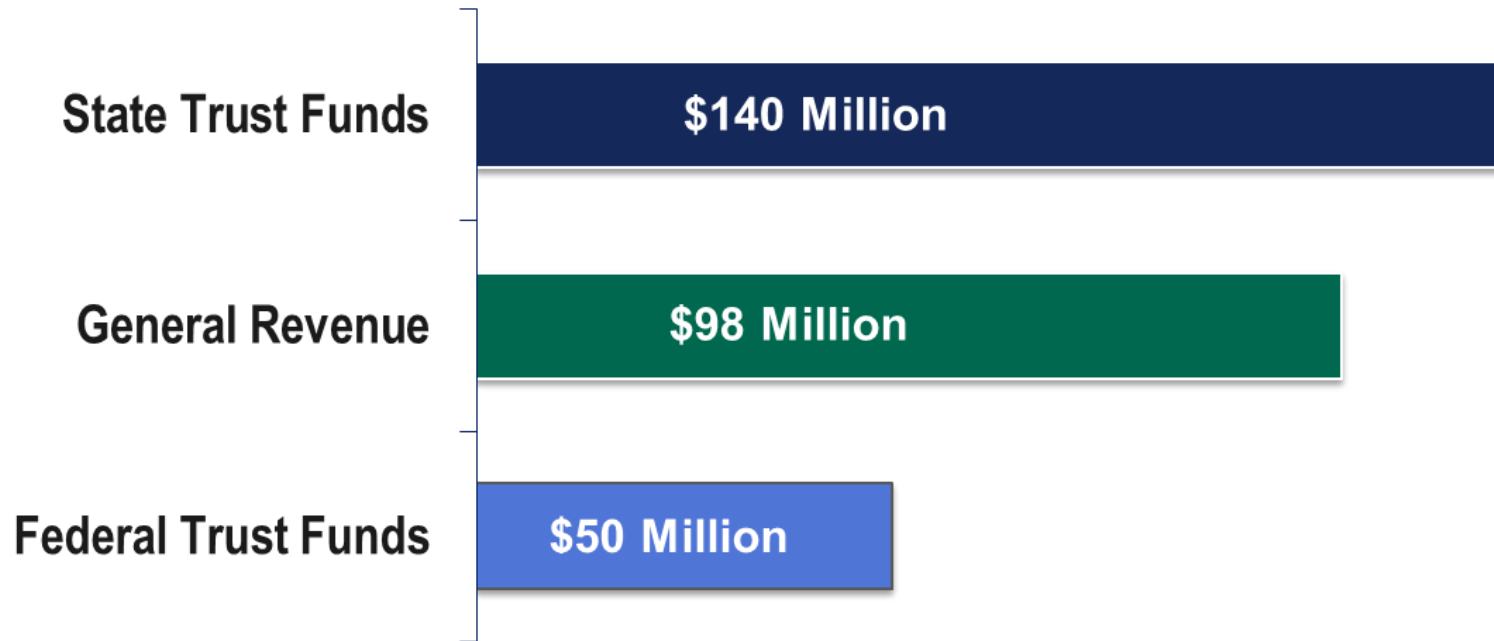 State Trust Funds
$140 Million
General Revenue
$98 Million
Federal Trust Funds
$50 Million